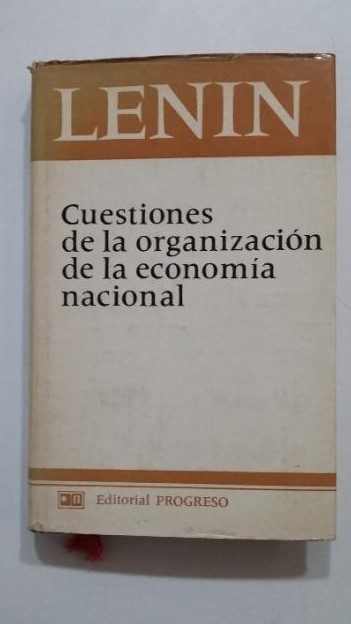 LENIN
Cuestiones
de la organización
de la economía
nacional
Editorial PROGRESO